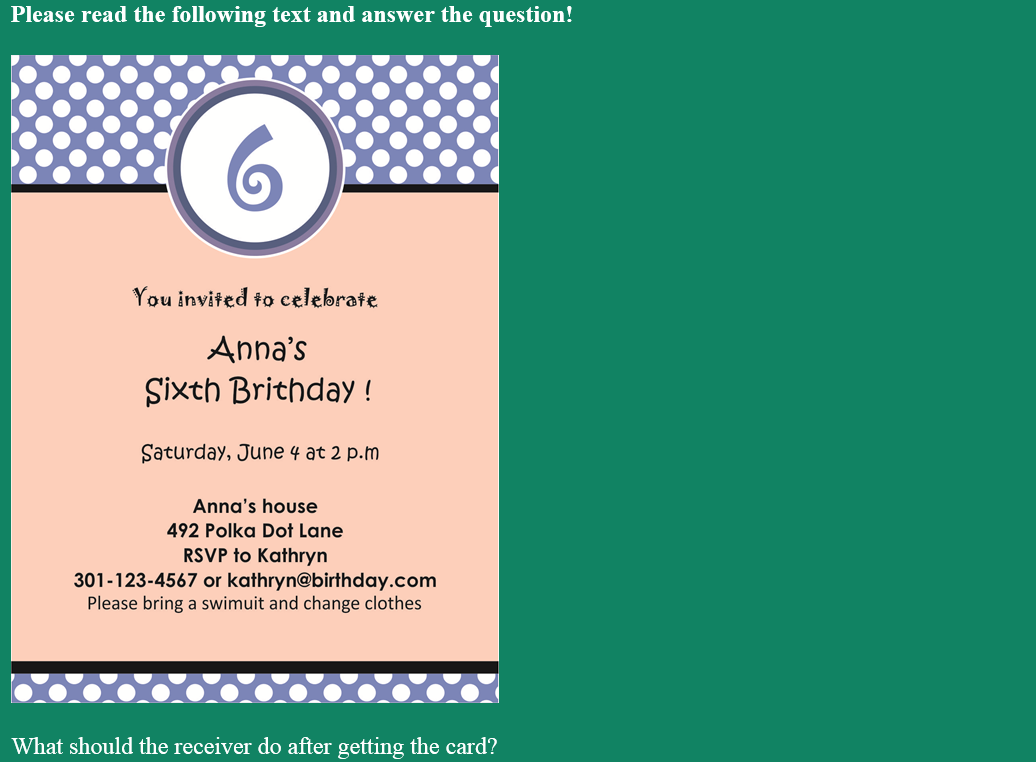 Please read the following text and answer the question!
6
You invited to celebrate
Anna's
Sixth Brithday !
Saturday, June 4 at 2 p.m
Anna's house
492 Polka Dot Lane
RSVP to Kathryn
301-123-4567 or kathryn@birthday.com
Please bring a swimuit and change clothes
What should the receiver do after getting the card?